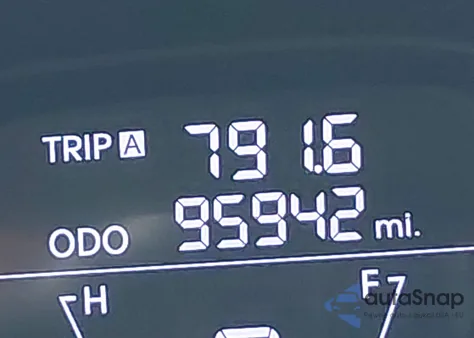 TRIP A 791.6
ODO 95942 mi.
H F
autoSnap